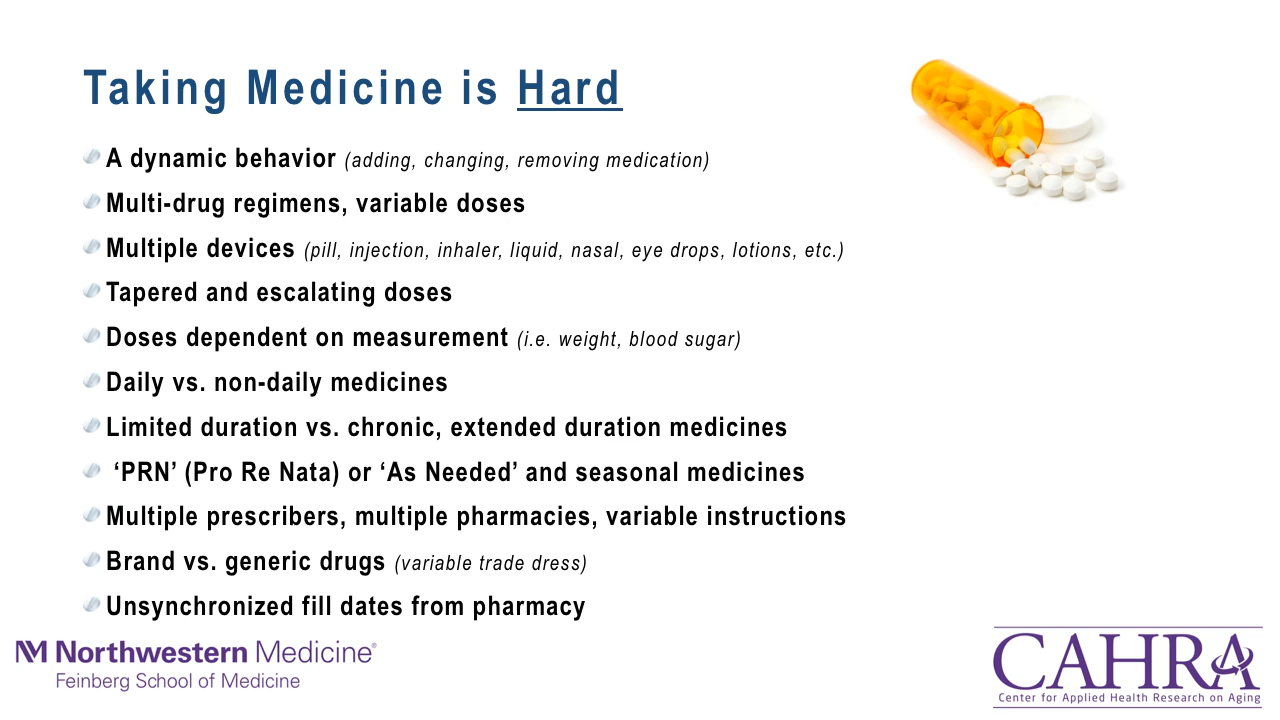 Taking Medicine is Hard
A dynamic behavior (adding, changing, removing medication)
Multi-drug regimens, variable doses
Multiple devices (pill, injection, inhaler, liquid, nasal, eye drops, lotions, etc.)
Tapered and escalating doses
Doses dependent on measurement (i.e. weight, blood sugar)
Daily vs. non-daily medicines
Limited duration vs. chronic, extended duration medicines
‘PRN’ (Pro Re Nata) or ‘As Needed’ and seasonal medicines
Multiple prescribers, multiple pharmacies, variable instructions
Brand vs. generic drugs (variable trade dress)
Unsynchronized fill dates from pharmacy
NM Northwestern Medicine®
Feinberg School of Medicine
CAHRA
Center for Applied Health Research on Aging